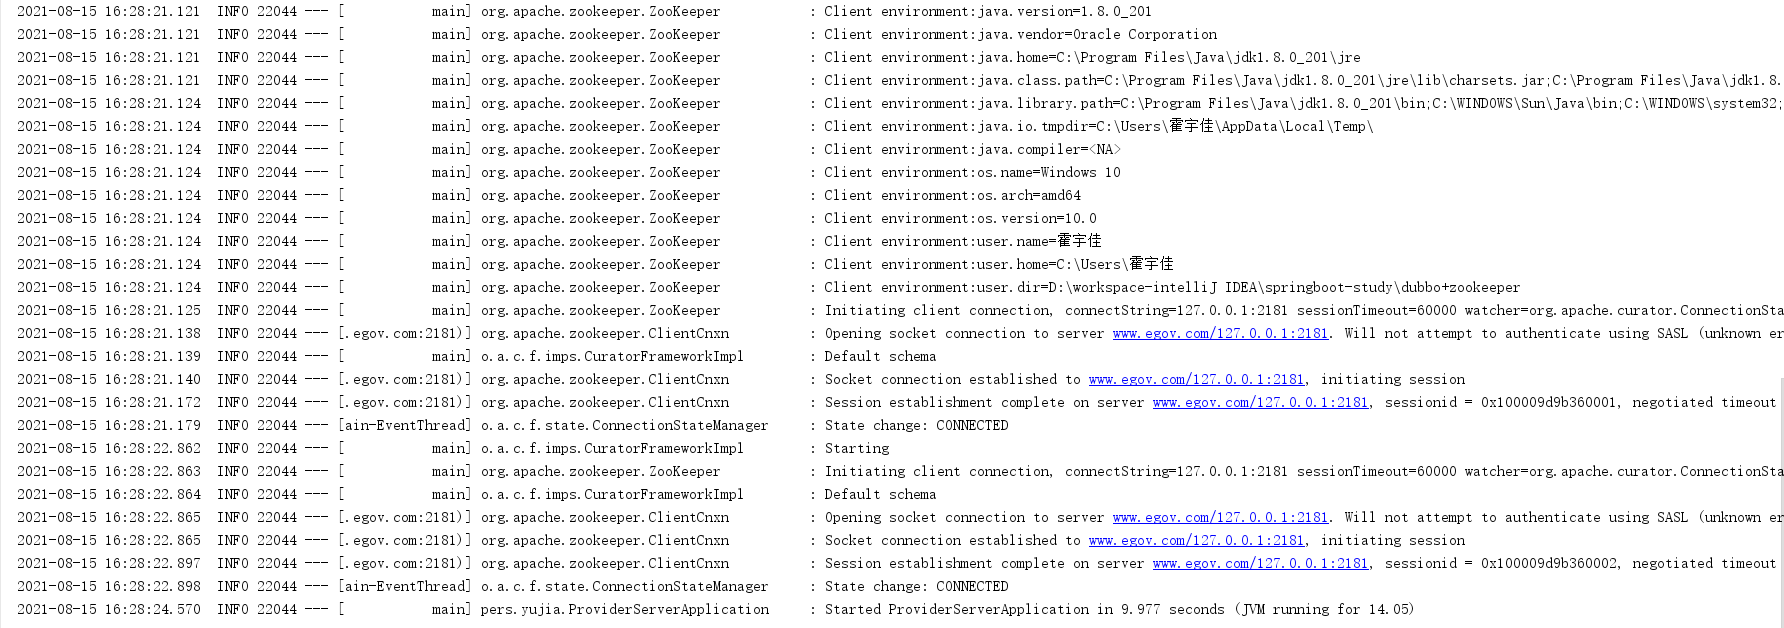 2021-08-15 16:28:21.121  INFO 22044 --- [           main] org.apache.zookeeper.ZooKeeper           : Client environment:java.version=1.8.0_201
2021-08-15 16:28:21.121  INFO 22044 --- [           main] org.apache.zookeeper.ZooKeeper           : Client environment:java.vendor=Oracle Corporation
2021-08-15 16:28:21.121  INFO 22044 --- [           main] org.apache.zookeeper.ZooKeeper           : Client environment:java.home=C:\Program Files\Java\jdk1.8.0_201\jre
2021-08-15 16:28:21.121  INFO 22044 --- [           main] org.apache.zookeeper.ZooKeeper           : Client environment:java.class.path=C:\Program Files\Java\jdk1.8.0_201\jre\lib\charsets.jar;C:\Program Files\Java\jdk1.8.
2021-08-15 16:28:21.124  INFO 22044 --- [           main] org.apache.zookeeper.ZooKeeper           : Client environment:java.library.path=C:\Program Files\Java\jdk1.8.0_201\bin;C:\WINDOWS\Sun\Java\bin;C:\WINDOWS\system32;
2021-08-15 16:28:21.124  INFO 22044 --- [           main] org.apache.zookeeper.ZooKeeper           : Client environment:java.io.tmpdir=C:\Users\霍宇佳\AppData\Local\Temp\
2021-08-15 16:28:21.124  INFO 22044 --- [           main] org.apache.zookeeper.ZooKeeper           : Client environment:java.compiler=<NA>
2021-08-15 16:28:21.124  INFO 22044 --- [           main] org.apache.zookeeper.ZooKeeper           : Client environment:os.name=Windows 10
2021-08-15 16:28:21.124  INFO 22044 --- [           main] org.apache.zookeeper.ZooKeeper           : Client environment:os.arch=amd64
2021-08-15 16:28:21.124  INFO 22044 --- [           main] org.apache.zookeeper.ZooKeeper           : Client environment:os.version=10.0
2021-08-15 16:28:21.124  INFO 22044 --- [           main] org.apache.zookeeper.ZooKeeper           : Client environment:user.name=霍宇佳
2021-08-15 16:28:21.124  INFO 22044 --- [           main] org.apache.zookeeper.ZooKeeper           : Client environment:user.home=C:\Users\霍宇佳
2021-08-15 16:28:21.124  INFO 22044 --- [           main] org.apache.zookeeper.ZooKeeper           : Client environment:user.dir=D:\workspace-intelliJ IDEA\springboot-study\dubbo+zookeeper
2021-08-15 16:28:21.125  INFO 22044 --- [           main] org.apache.zookeeper.ZooKeeper           : Initiating client connection, connectString=127.0.0.1:2181 sessionTimeout=60000 watcher=org.apache.curator.ConnectionSta
2021-08-15 16:28:21.138  INFO 22044 --- [.egov.com:2181)] org.apache.zookeeper.ClientCnxn          : Opening socket connection to server www.egov.com/127.0.0.1:2181. Will not attempt to authenticate using SASL (unknown er
2021-08-15 16:28:21.139  INFO 22044 --- [           main] o.a.c.f.imps.CuratorFrameworkImpl        : Default schema
2021-08-15 16:28:21.140  INFO 22044 --- [.egov.com:2181)] org.apache.zookeeper.ClientCnxn          : Socket connection established to www.egov.com/127.0.0.1:2181, initiating session
2021-08-15 16:28:21.172  INFO 22044 --- [.egov.com:2181)] org.apache.zookeeper.ClientCnxn          : Session establishment complete on server www.egov.com/127.0.0.1:2181, sessionid = 0x100009d9b360001, negotiated timeout
2021-08-15 16:28:21.179  INFO 22044 --- [ain-EventThread] o.a.c.f.state.ConnectionStateManager     : State change: CONNECTED
2021-08-15 16:28:22.862  INFO 22044 --- [           main] o.a.c.f.imps.CuratorFrameworkImpl        : Starting
2021-08-15 16:28:22.863  INFO 22044 --- [           main] org.apache.zookeeper.ZooKeeper           : Initiating client connection, connectString=127.0.0.1:2181 sessionTimeout=60000 watcher=org.apache.curator.ConnectionSta
2021-08-15 16:28:22.864  INFO 22044 --- [           main] o.a.c.f.imps.CuratorFrameworkImpl        : Default schema
2021-08-15 16:28:22.865  INFO 22044 --- [.egov.com:2181)] org.apache.zookeeper.ClientCnxn          : Opening socket connection to server www.egov.com/127.0.0.1:2181. Will not attempt to authenticate using SASL (unknown er
2021-08-15 16:28:22.865  INFO 22044 --- [.egov.com:2181)] org.apache.zookeeper.ClientCnxn          : Socket connection established to www.egov.com/127.0.0.1:2181, initiating session
2021-08-15 16:28:22.897  INFO 22044 --- [.egov.com:2181)] org.apache.zookeeper.ClientCnxn          : Session establishment complete on server www.egov.com/127.0.0.1:2181, sessionid = 0x100009d9b360002, negotiated timeout
2021-08-15 16:28:22.898  INFO 22044 --- [ain-EventThread] o.a.c.f.state.ConnectionStateManager     : State change: CONNECTED
2021-08-15 16:28:24.570  INFO 22044 --- [           main] pers.yujia.ProviderServerApplication     : Started ProviderServerApplication in 9.977 seconds (JVM running for 14.05)